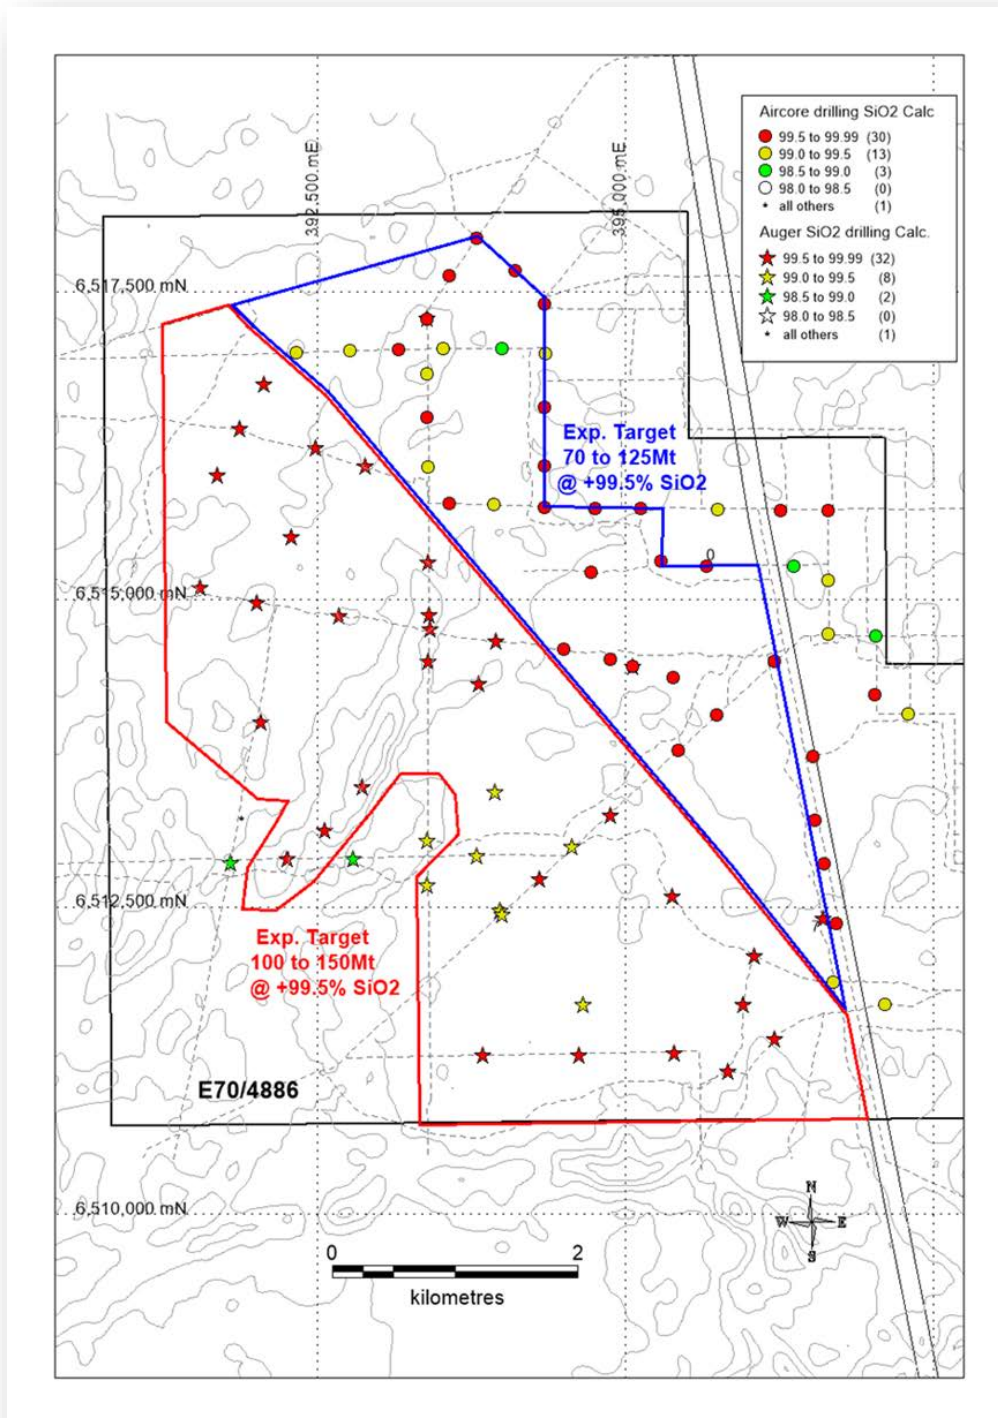 Aircore drilling SiO2 Calc
99.5 to 99.99 (30)
99.0 to 99.5 (13)
98.5 to 99.0 (3)
98.0 to 98.5 (0)
* all others (1)
Auger SiO2 drilling Calc.
99.5 to 99.99 (32)
99.0 to 99.5 (8)
98.5 to 99.0 (2)
98.0 to 98.5 (0)
* all others (1)
392,500 mE
395,000 mE
6,517,500 mN
Exp. Target
70 to 125Mt
@ +99.5% SiO2
0
6,515,000 mN
6,512,500 mN
Exp. Target
100 to 150Mt
@ +99.5% SiO2
E70/4886
6,510,000 mN
N
W E
S
0 2
kilometres